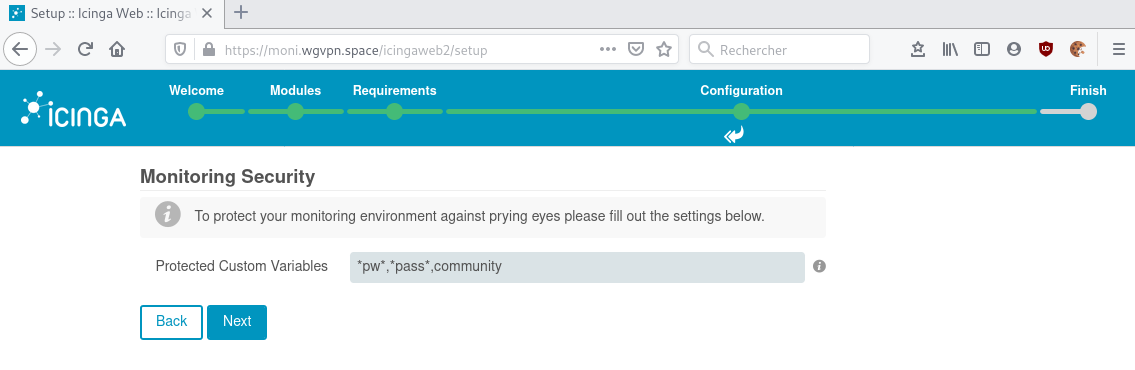 Setup :: Icinga Web :: Icinga
https://moni.wgvpn.space/icingaweb2/setup
Rechercher
ICINGA
Welcome
Modules
Requirements
Configuration
Finish
Monitoring Security
To protect your monitoring environment against prying eyes please fill out the settings below.
Protected Custom Variables
*pw*,*pass*,community
Back
Next